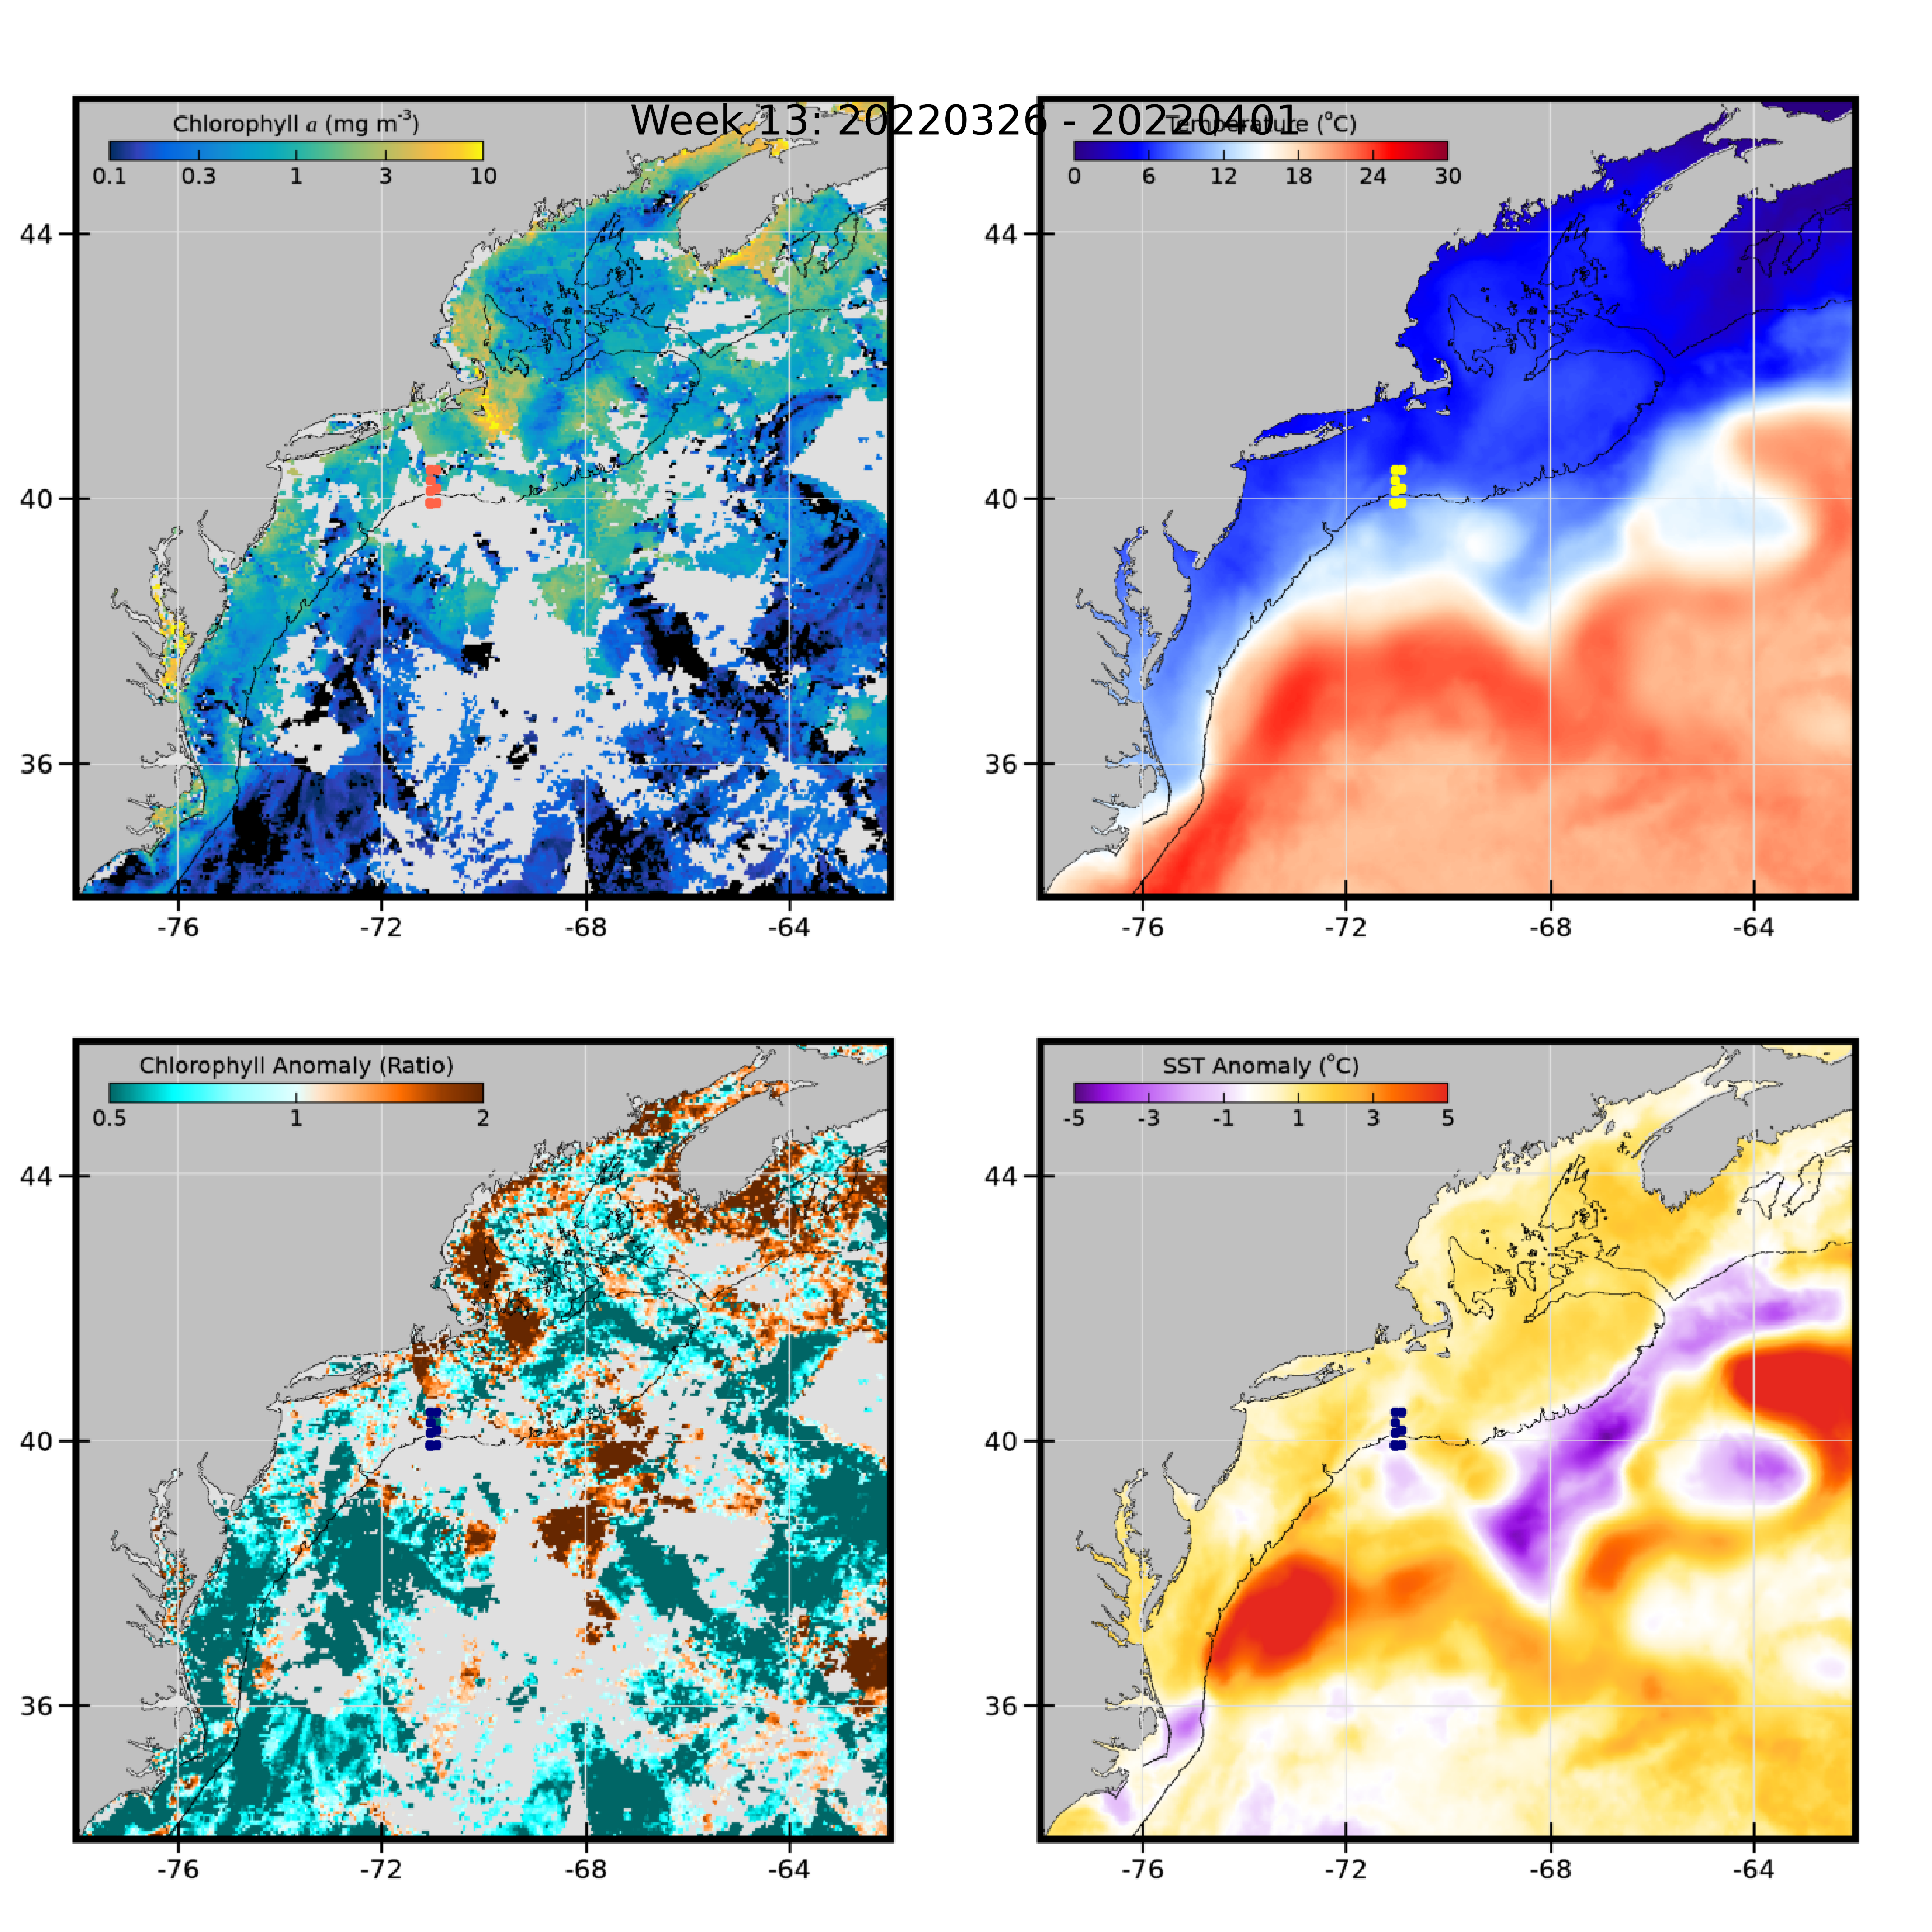 Week 13: 20220326 - 20220401
Chlorophyll a (mg m-3)
0.1 0.3 1 3 10
44
40
36
-76 -72 -68 -64
Temperature (oC)
0 6 12 18 24 30
44
40
36
-76 -72 -68 -64
Chlorophyll Anomaly (Ratio)
0.5 1 2
44
40
36
-76 -72 -68 -64
SST Anomaly (oC)
-5 -3 -1 1 3 5
44
40
36
-76 -72 -68 -64